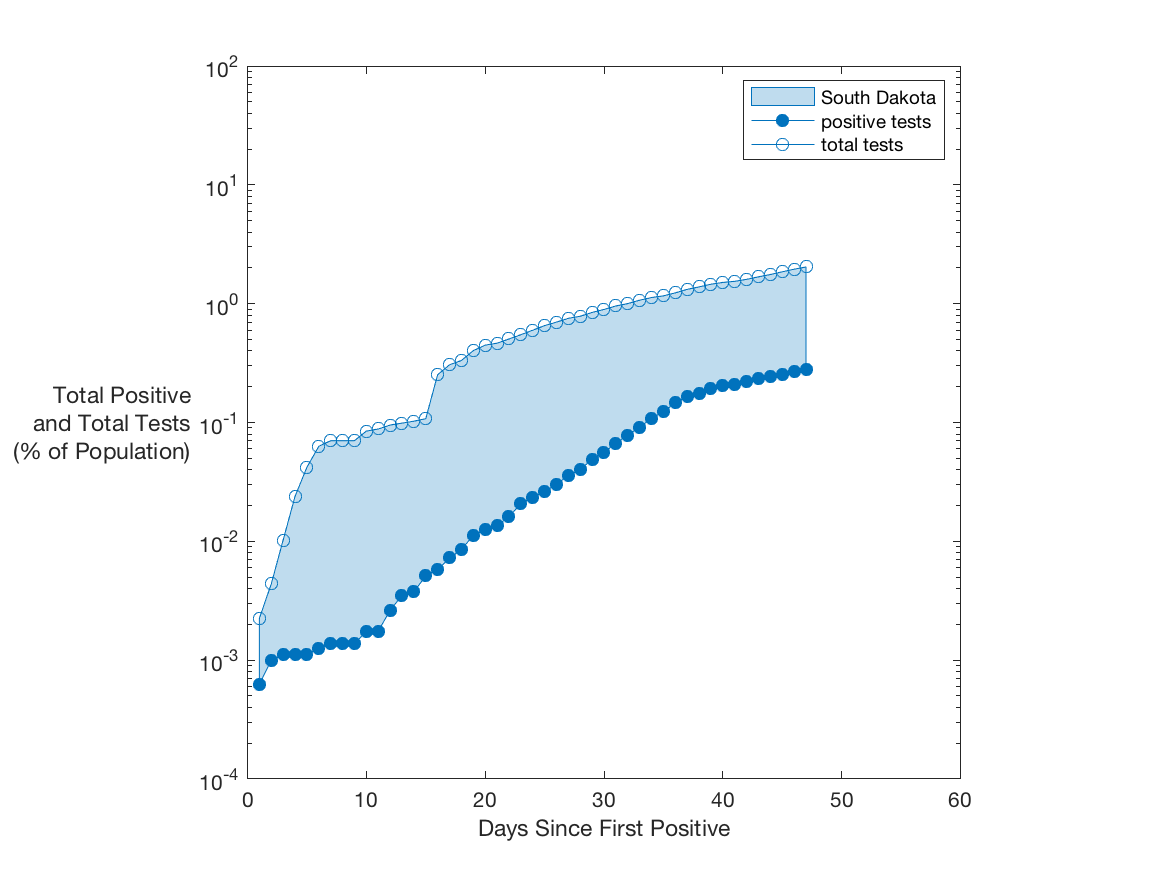 10^2
10^1
10^0
10^-1
10^-2
10^-3
10^-4
Total Positive
and Total Tests
(% of Population)
South Dakota
positive tests
total tests
0 10 20 30 40 50 60
Days Since First Positive